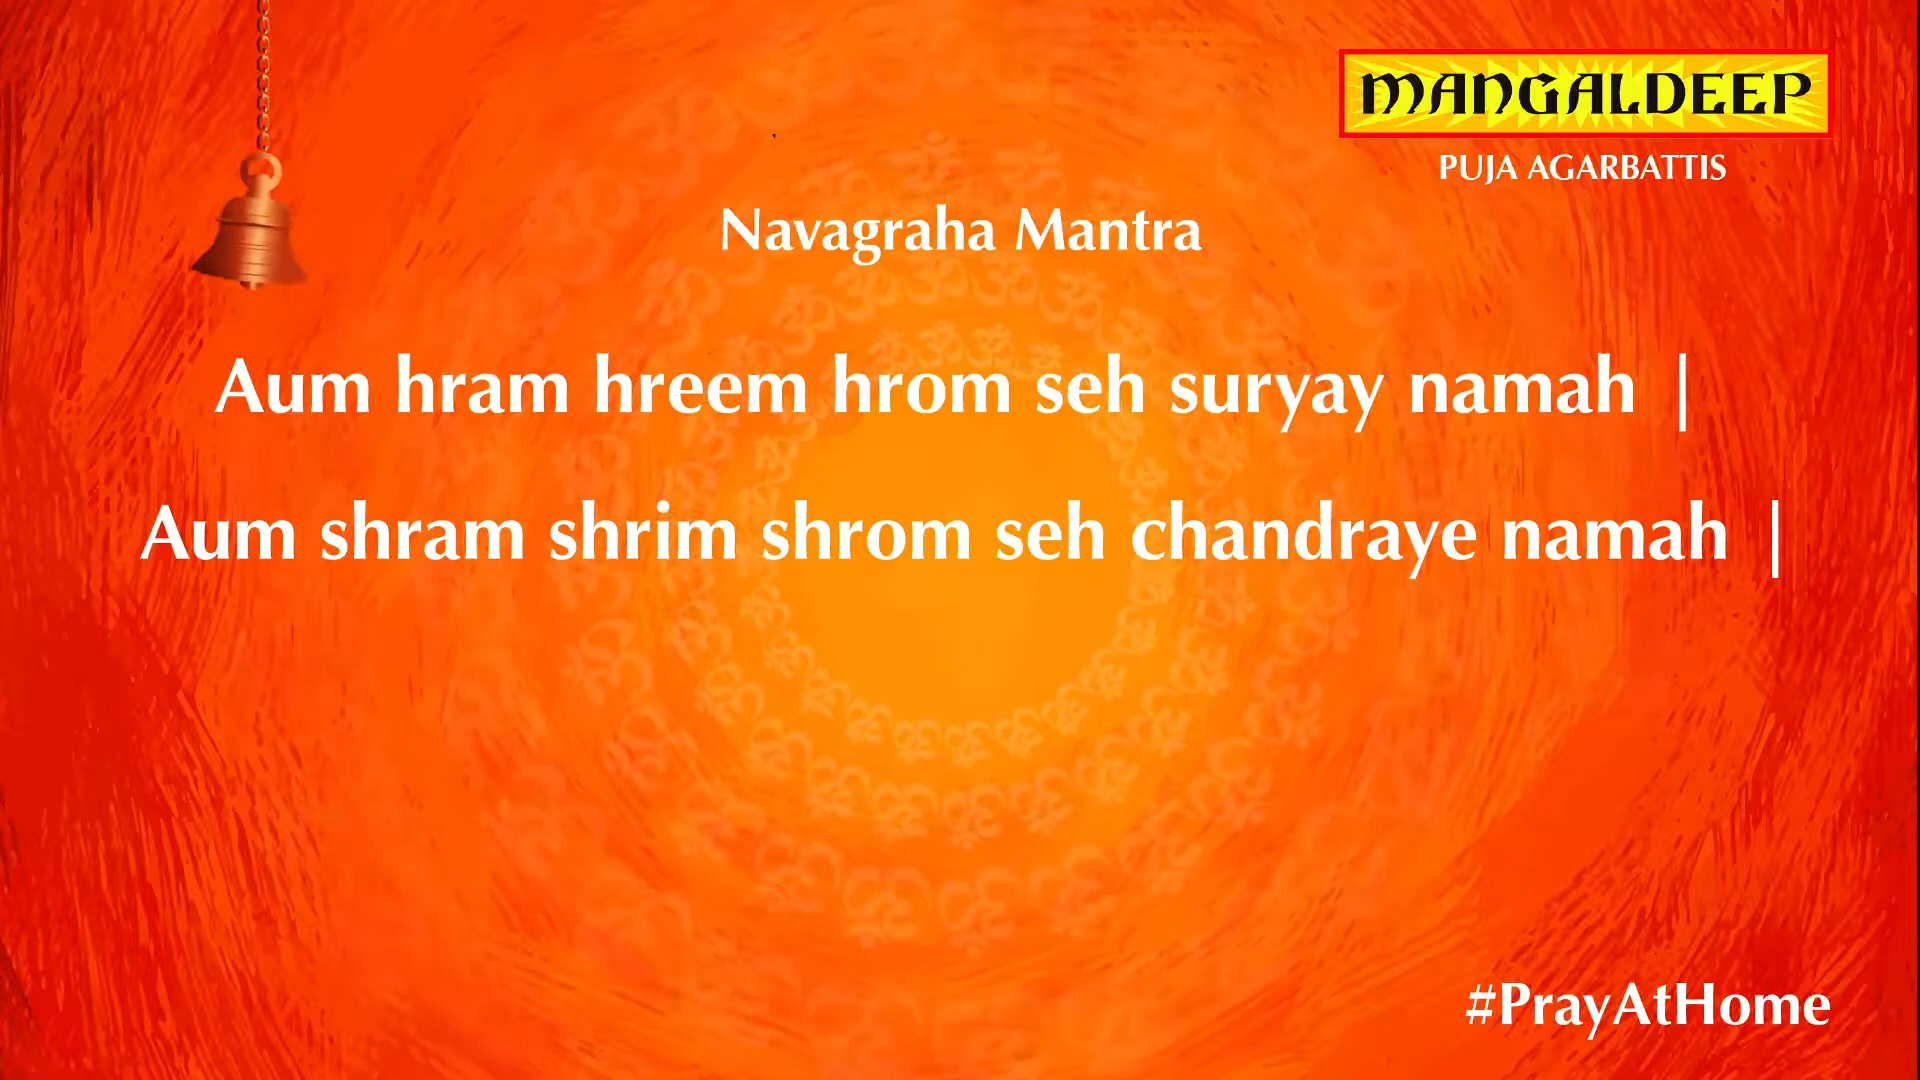 MANGALDEEP
PUJA AGARBATTIS
Navagraha Mantra
Aum hram hreem hrom seh suryay namah |
Aum shram shrim shrom seh chandraye namah |
#PrayAtHome